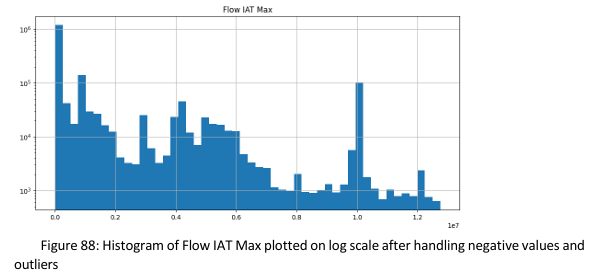 Flow IAT Max
10⁶
10⁵
10⁴
10³
0.0 0.2 0.4 0.6 0.8 1.0 1.2
1e7
Figure 88: Histogram of Flow IAT Max plotted on log scale after handling negative values and
outliers